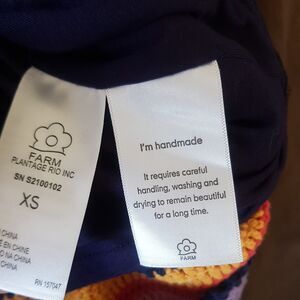 FARM
PLANTAGE RIO INC
SN S2100102
XS
CHINA
EN CHINE
CHINA
RN 157047
I'm handmade
It requires careful
handling, washing and
drying to remain beautiful
for a long time.
FARM